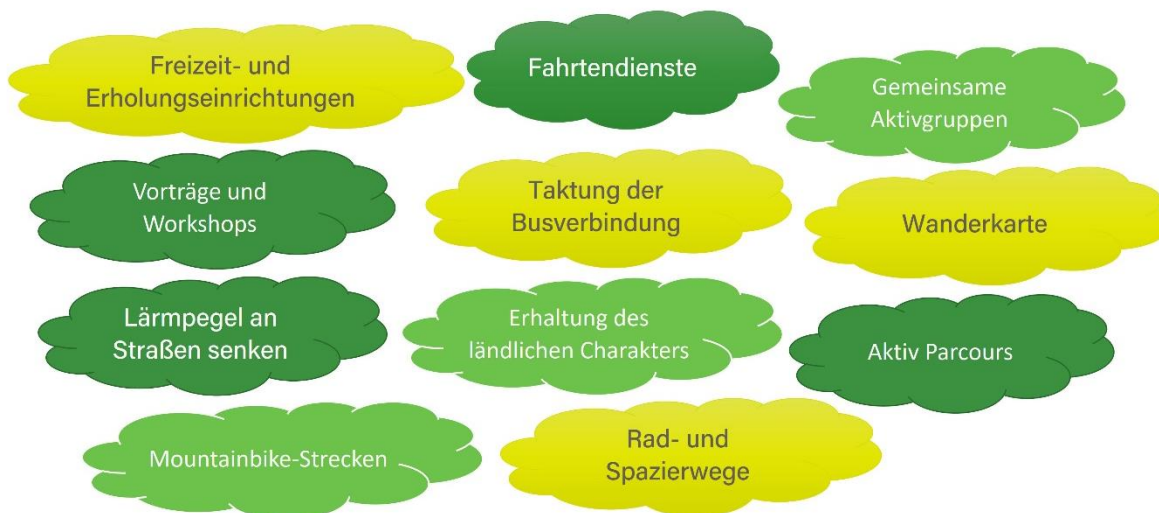 Freizeit- und
Erholungseinrichtungen
Fahrtendienste
Gemeinsame
Aktivgruppen
Vorträge und
Workshops
Taktung der
Busverbindung
Wanderkarte
Lärmpegel an
Straßen senken
Erhaltung des
ländlichen Charakters
Aktiv Parcours
Mountainbike-Strecken
Rad- und
Spazierwege